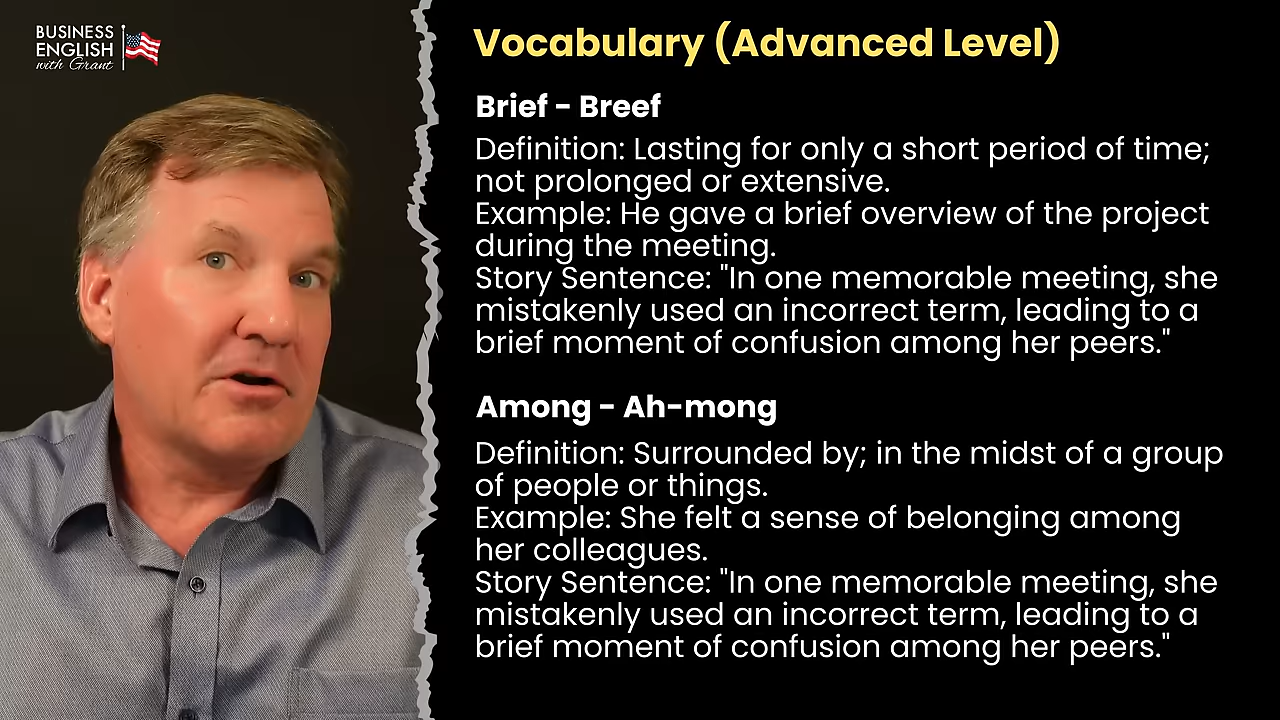 BUSINESS
ENGLISH
with Grant
Vocabulary (Advanced Level)
Brief - Breef
Definition: Lasting for only a short period of time;
not prolonged or extensive.
Example: He gave a brief overview of the project
during the meeting.
Story Sentence: "In one memorable meeting, she
mistakenly used an incorrect term, leading to a
brief moment of confusion among her peers."
Among - Ah-mong
Definition: Surrounded by; in the midst of a group
of people or things.
Example: She felt a sense of belonging among
her colleagues.
Story Sentence: "In one memorable meeting, she
mistakenly used an incorrect term, leading to a
brief moment of confusion among her peers."